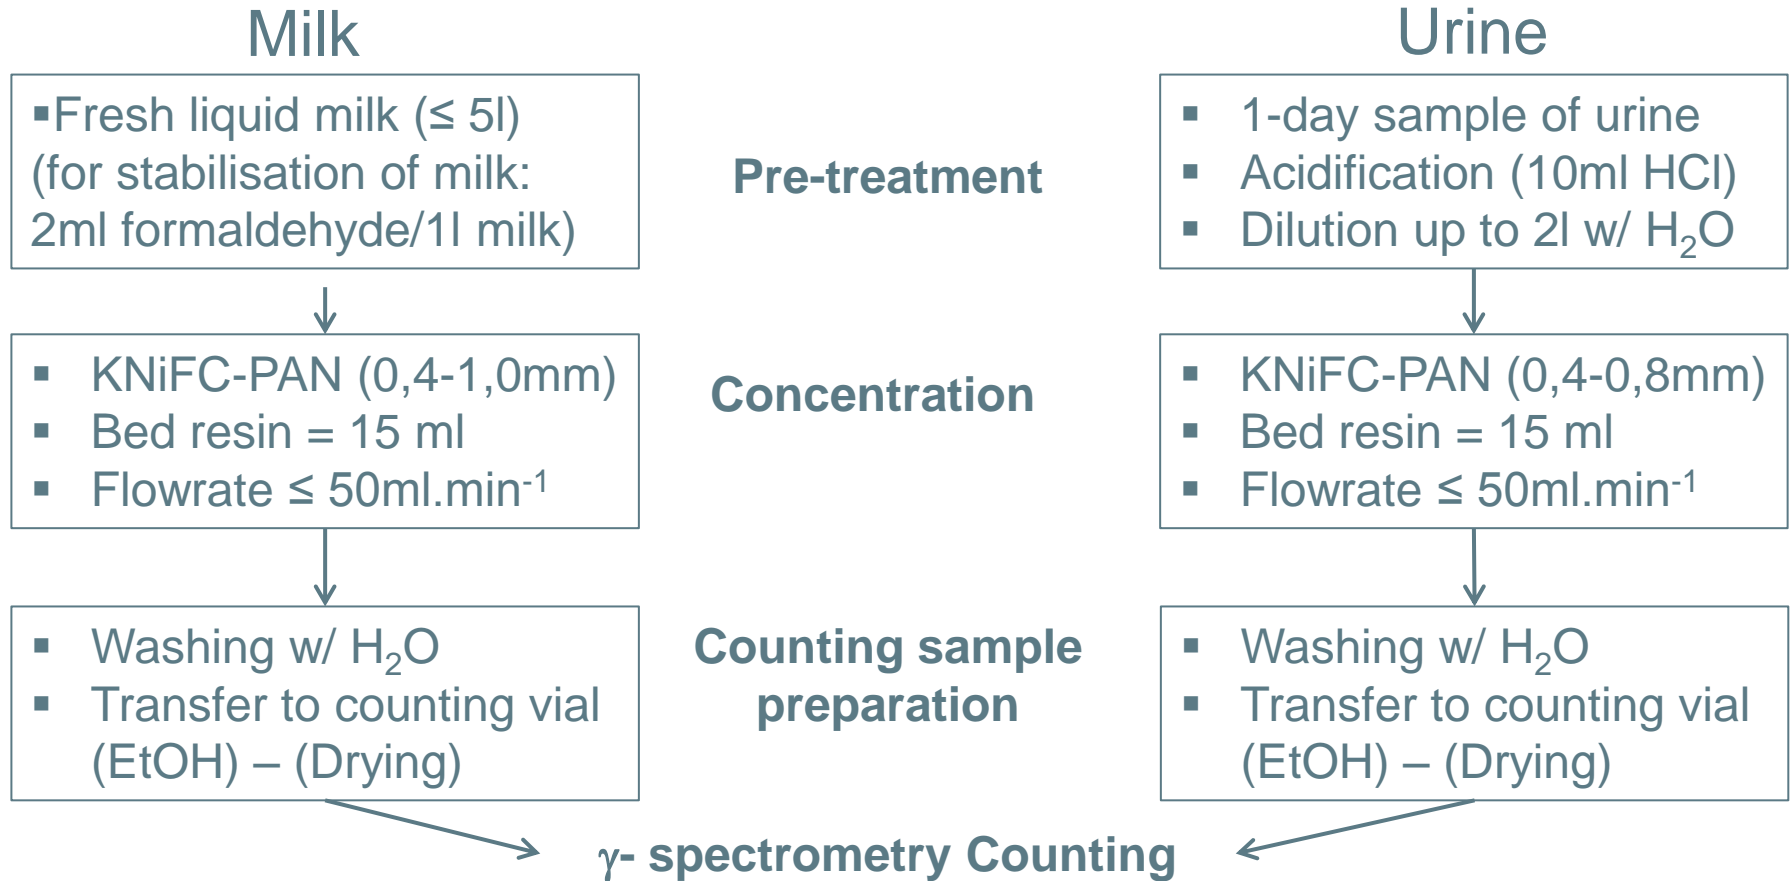 Milk
Urine
▪Fresh liquid milk (≤ 5l)
(for stabilisation of milk:
2ml formaldehyde/1l milk)
Pre-treatment
▪ 1-day sample of urine
▪ Acidification (10ml HCl)
▪ Dilution up to 2l w/ H₂O
▪ KNiFC-PAN (0,4-1,0mm)
▪ Bed resin = 15 ml
▪ Flowrate ≤ 50ml.min⁻¹
Concentration
▪ KNiFC-PAN (0,4-0,8mm)
▪ Bed resin = 15 ml
▪ Flowrate ≤ 50ml.min⁻¹
▪ Washing w/ H₂O
▪ Transfer to counting vial
(EtOH) – (Drying)
Counting sample
preparation
▪ Washing w/ H₂O
▪ Transfer to counting vial
(EtOH) – (Drying)
γ- spectrometry Counting